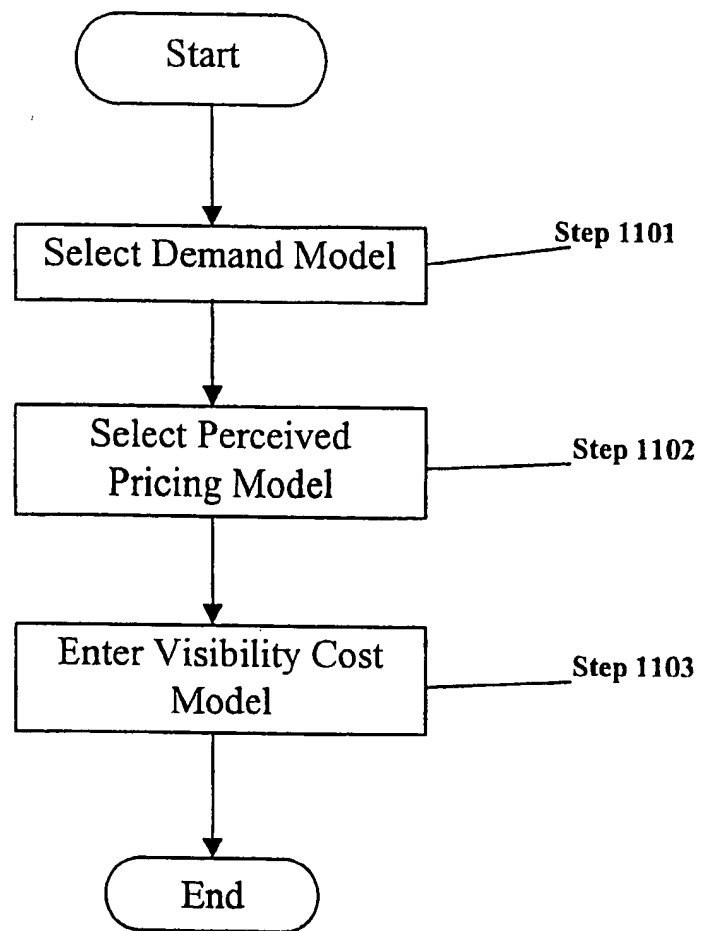 Start
Select Demand Model
Step 1101
Select Perceived
Pricing Model
Step 1102
Enter Visibility Cost
Model
Step 1103
End